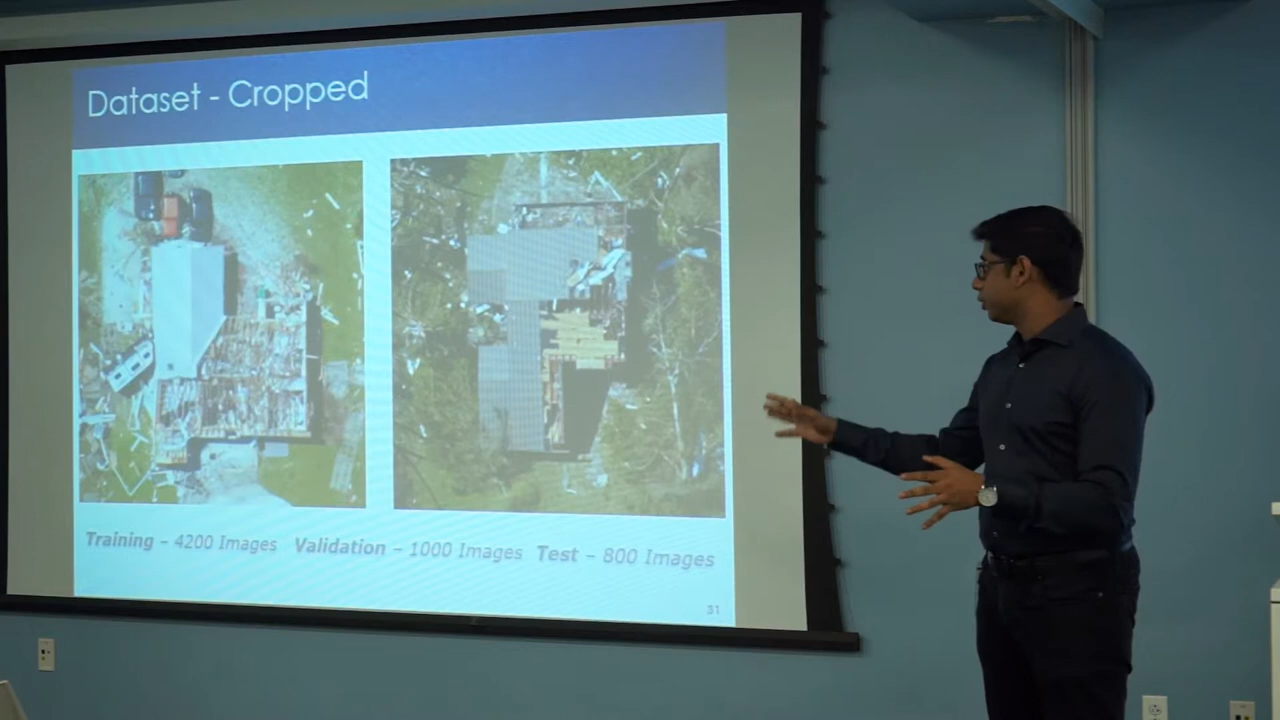 Dataset - Cropped
Training – 4200 Images Validation – 1000 Images Test – 800 Images
31